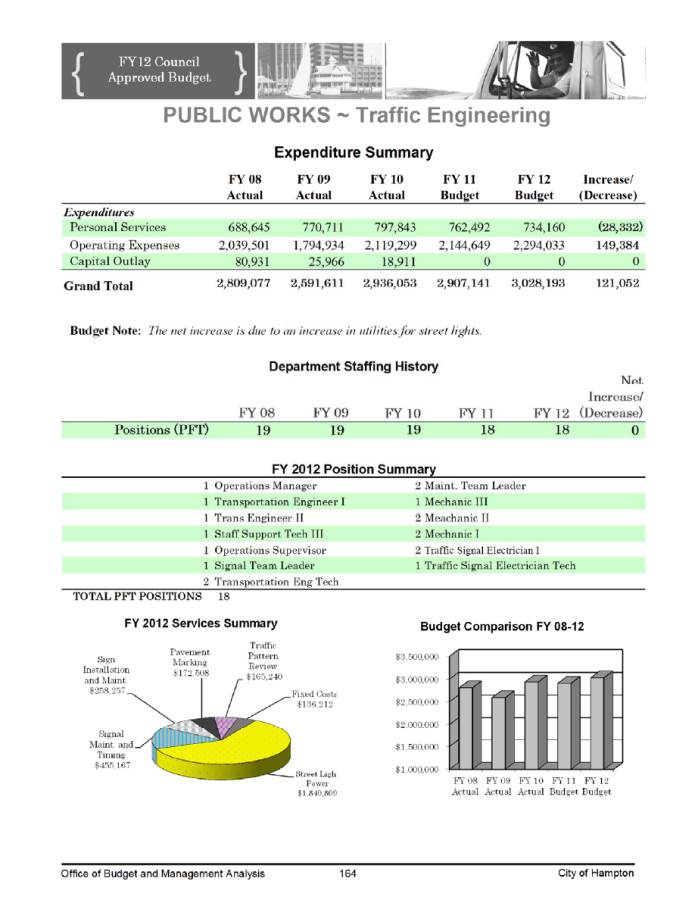 FY12 Council
Approved Budget
PUBLIC WORKS ~ Traffic Engineering
Expenditure Summary
FY 08 FY 09 FY 10 FY 11 FY 12 Increase/
Actual Actual Actual Budget Budget (Decrease)
Expenditures
Personal Services 688,645 770,711 797,843 762,492 734,160 (28,332)
Operating Expenses 2,039,501 1,794,934 2,119,299 2,144,649 2,294,033 149,384
Capital Outlay 80,931 25,966 18,911 0 0 0
Grand Total 2,809,077 2,591,611 2,936,053 2,907,141 3,028,193 121,052
Budget Note: The net increase is due to an increase in utilities for street lights.
Department Staffing History
Net
Increase/
FY 08 FY 09 FY 10 FY 11 FY 12 (Decrease)
Positions (PFT) 19 19 19 18 18 0
FY 2012 Position Summary
1 Operations Manager 2 Maint. Team Leader
1 Transportation Engineer I 1 Mechanic III
1 Trans Engineer II 2 Meachanic II
1 Staff Support Tech III 2 Mechanic I
1 Operations Supervisor 2 Traffic Signal Electrician I
1 Signal Team Leader 1 Traffic Signal Electrician Tech
2 Transportation Eng Tech
TOTAL PFT POSITIONS 18
FY 2012 Services Summary
Sign
Installation
and Maint.
$258,257
Pavement
Marking
$172,508
Traffic
Pattern
Review
$165,240
Fixed Costs
$136,212
Signal
Maint. and
Timing
$455,167
Street Ligh
Power
$1,840,809
Budget Comparison FY 08-12
$3,500,000
$3,000,000
$2,500,000
$2,000,000
$1,500,000
$1,000,000
FY 08 FY 09 FY 10 FY 11 FY 12
Actual Actual Actual Budget Budget
Office of Budget and Management Analysis 164 City of Hampton